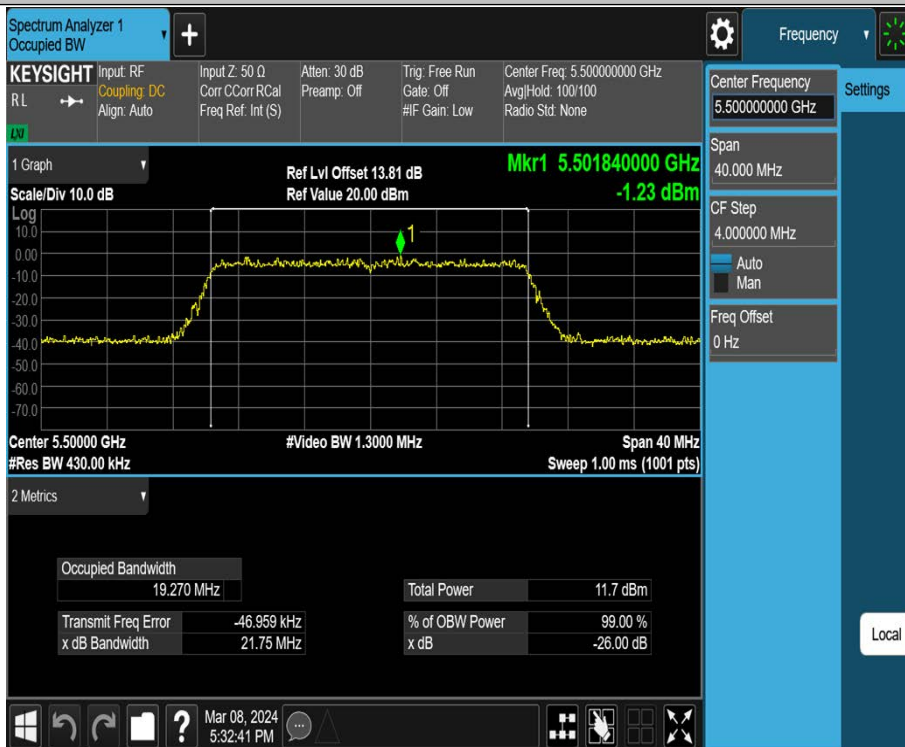 Spectrum Analyzer 1
Occupied BW
+
Frequency
KEYSIGHT
RL
LXI
Input: RF
Coupling: DC
Align: Auto
Input Z: 50 Ω
Corr CCorr RCal
Freq Ref: Int (S)
Atten: 30 dB
Preamp: Off
Trig: Free Run
Gate: Off
#IF Gain: Low
Center Freq: 5.500000000 GHz
Avg|Hold: 100/100
Radio Std: None
Center Frequency
5.500000000 GHz
Settings
Span
40.000 MHz
CF Step
4.000000 MHz
Auto
Man
Freq Offset
0 Hz
Local
1 Graph
Scale/Div 10.0 dB
Ref Lvl Offset 13.81 dB
Ref Value 20.00 dBm
Mkr1 5.501840000 GHz
-1.23 dBm
Log
1
10.0
0.00
-10.0
-20.0
-30.0
-40.0
-50.0
-60.0
-70.0
Center 5.50000 GHz
#Video BW 1.3000 MHz
Span 40 MHz
#Res BW 430.00 kHz
Sweep 1.00 ms (1001 pts)
2 Metrics
Occupied Bandwidth
19.270 MHz
Total Power 11.7 dBm
Transmit Freq Error -46.959 kHz
% of OBW Power 99.00 %
x dB Bandwidth 21.75 MHz
x dB -26.00 dB
?
Mar 08, 2024
5:32:41 PM